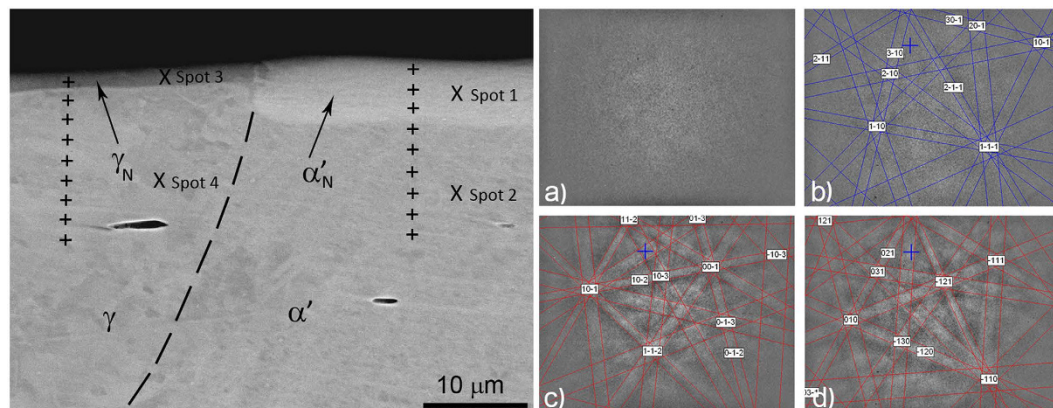 X Spot 3
X Spot 1
γN
α'N
X Spot 4
X Spot 2
γ
α'
10 μm
a)
30-1
20-1
10-1
3-10
2-11
2-10
2-1-1
1-10
1-1-1
b)
11-2
01-3
-10-3
00-1
10-2
10-3
10-1
0-1-3
1-1-2
0-1-2
c)
-121
021
-111
031
-121
010
-130
-120
-110
d)